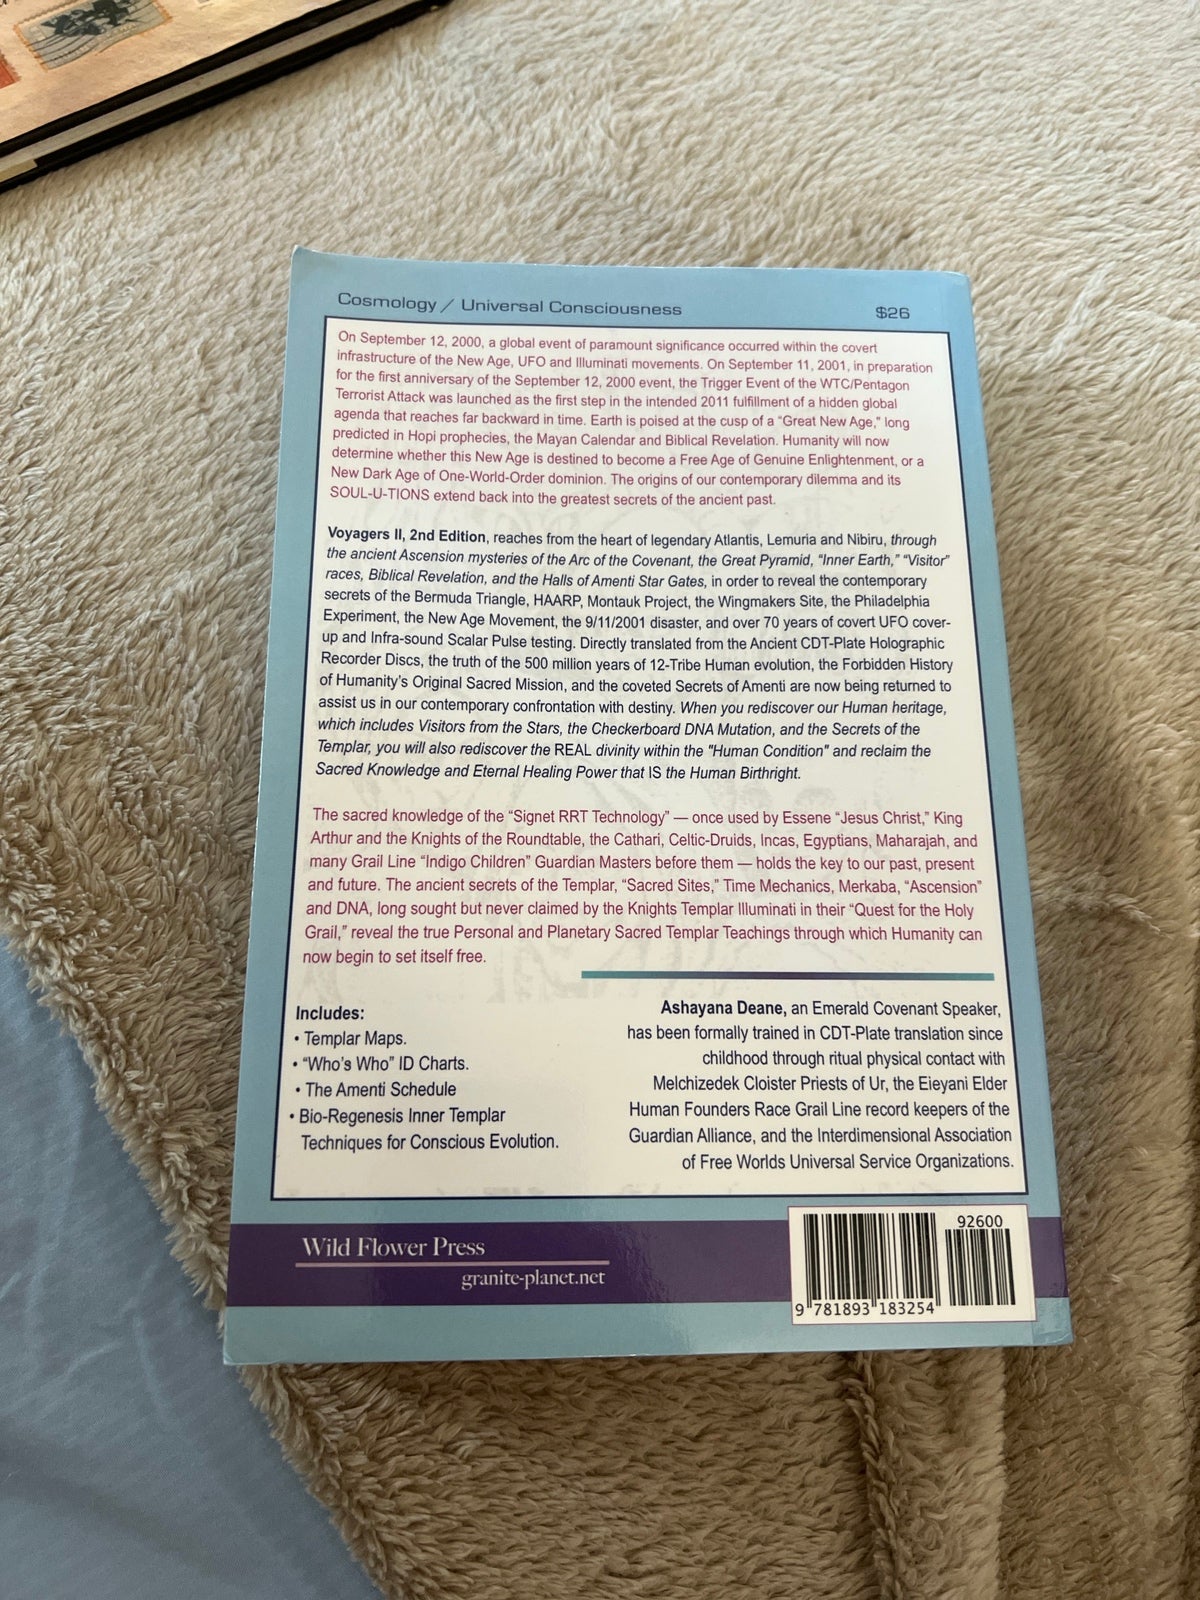 Cosmology / Universal Consciousness
$26
On September 12, 2000, a global event of paramount significance occurred within the covert
infrastructure of the New Age, UFO and Illuminati movements. On September 11, 2001, in preparation
for the first anniversary of the September 12, 2000 event, the Trigger Event of the WTC/Pentagon
Terrorist Attack was launched as the first step in the intended 2011 fulfillment of a hidden global
agenda that reaches far backward in time. Earth is poised at the cusp of a “Great New Age,” long
predicted in Hopi prophecies, the Mayan Calendar and Biblical Revelation. Humanity will now
determine whether this New Age is destined to become a Free Age of Genuine Enlightenment, or a
New Dark Age of One-World-Order dominion. The origins of our contemporary dilemma and its
SOUL-U-TIONS extend back into the greatest secrets of the ancient past.
Voyagers II, 2nd Edition, reaches from the heart of legendary Atlantis, Lemuria and Nibiru, through
the ancient Ascension mysteries of the Arc of the Covenant, the Great Pyramid, “Inner Earth,” “Visitor”
races, Biblical Revelation, and the Halls of Amenti Star Gates, in order to reveal the contemporary
secrets of the Bermuda Triangle, HAARP, Montauk Project, the Wingmakers Site, the Philadelphia
Experiment, the New Age Movement, the 9/11/2001 disaster, and over 70 years of covert UFO cover-
up and Infra-sound Scalar Pulse testing. Directly translated from the Ancient CDT-Plate Holographic
Recorder Discs, the truth of the 500 million years of 12-Tribe Human evolution, the Forbidden History
of Humanity’s Original Sacred Mission, and the coveted Secrets of Amenti are now being returned to
assist us in our contemporary confrontation with destiny. When you rediscover our Human heritage,
which includes Visitors from the Stars, the Checkerboard DNA Mutation, and the Secrets of the
Templar, you will also rediscover the REAL divinity within the "Human Condition" and reclaim the
Sacred Knowledge and Eternal Healing Power that IS the Human Birthright.
The sacred knowledge of the “Signet RRT Technology” — once used by Essene “Jesus Christ,” King
Arthur and the Knights of the Roundtable, the Cathari, Celtic-Druids, Incas, Egyptians, Maharajah, and
many Grail Line “Indigo Children” Guardian Masters before them — holds the key to our past, present
and future. The ancient secrets of the Templar, “Sacred Sites,” Time Mechanics, Merkaba, “Ascension”
and DNA, long sought but never claimed by the Knights Templar Illuminati in their “Quest for the Holy
Grail,” reveal the true Personal and Planetary Sacred Templar Teachings through which Humanity can
now begin to set itself free.
Includes:
• Templar Maps.
• “Who’s Who” ID Charts.
• The Amenti Schedule
• Bio-Regenesis Inner Templar
Techniques for Conscious Evolution.
Ashayana Deane, an Emerald Covenant Speaker,
has been formally trained in CDT-Plate translation since
childhood through ritual physical contact with
Melchizedek Cloister Priests of Ur, the Eieyani Elder
Human Founders Race Grail Line record keepers of the
Guardian Alliance, and the Interdimensional Association
of Free Worlds Universal Service Organizations.
Wild Flower Press
granite-planet.net
92600
9 781893 183254